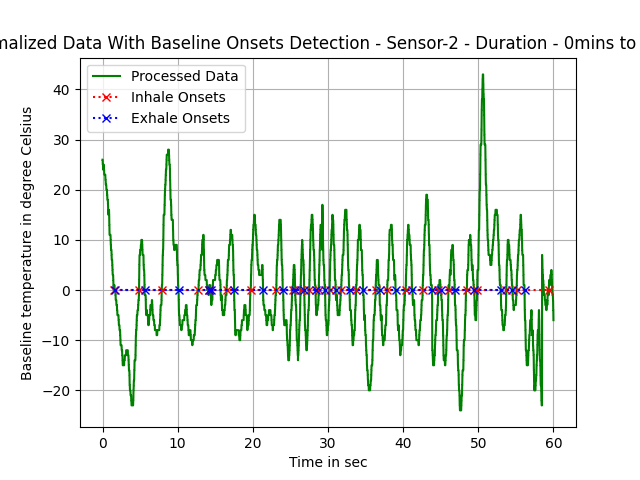 malized Data With Baseline Onsets Detection - Sensor-2 - Duration - 0mins to
Processed Data
Inhale Onsets
Exhale Onsets
Baseline temperature in degree Celsius
40
30
20
10
0
−10
−20
0 10 20 30 40 50 60
Time in sec